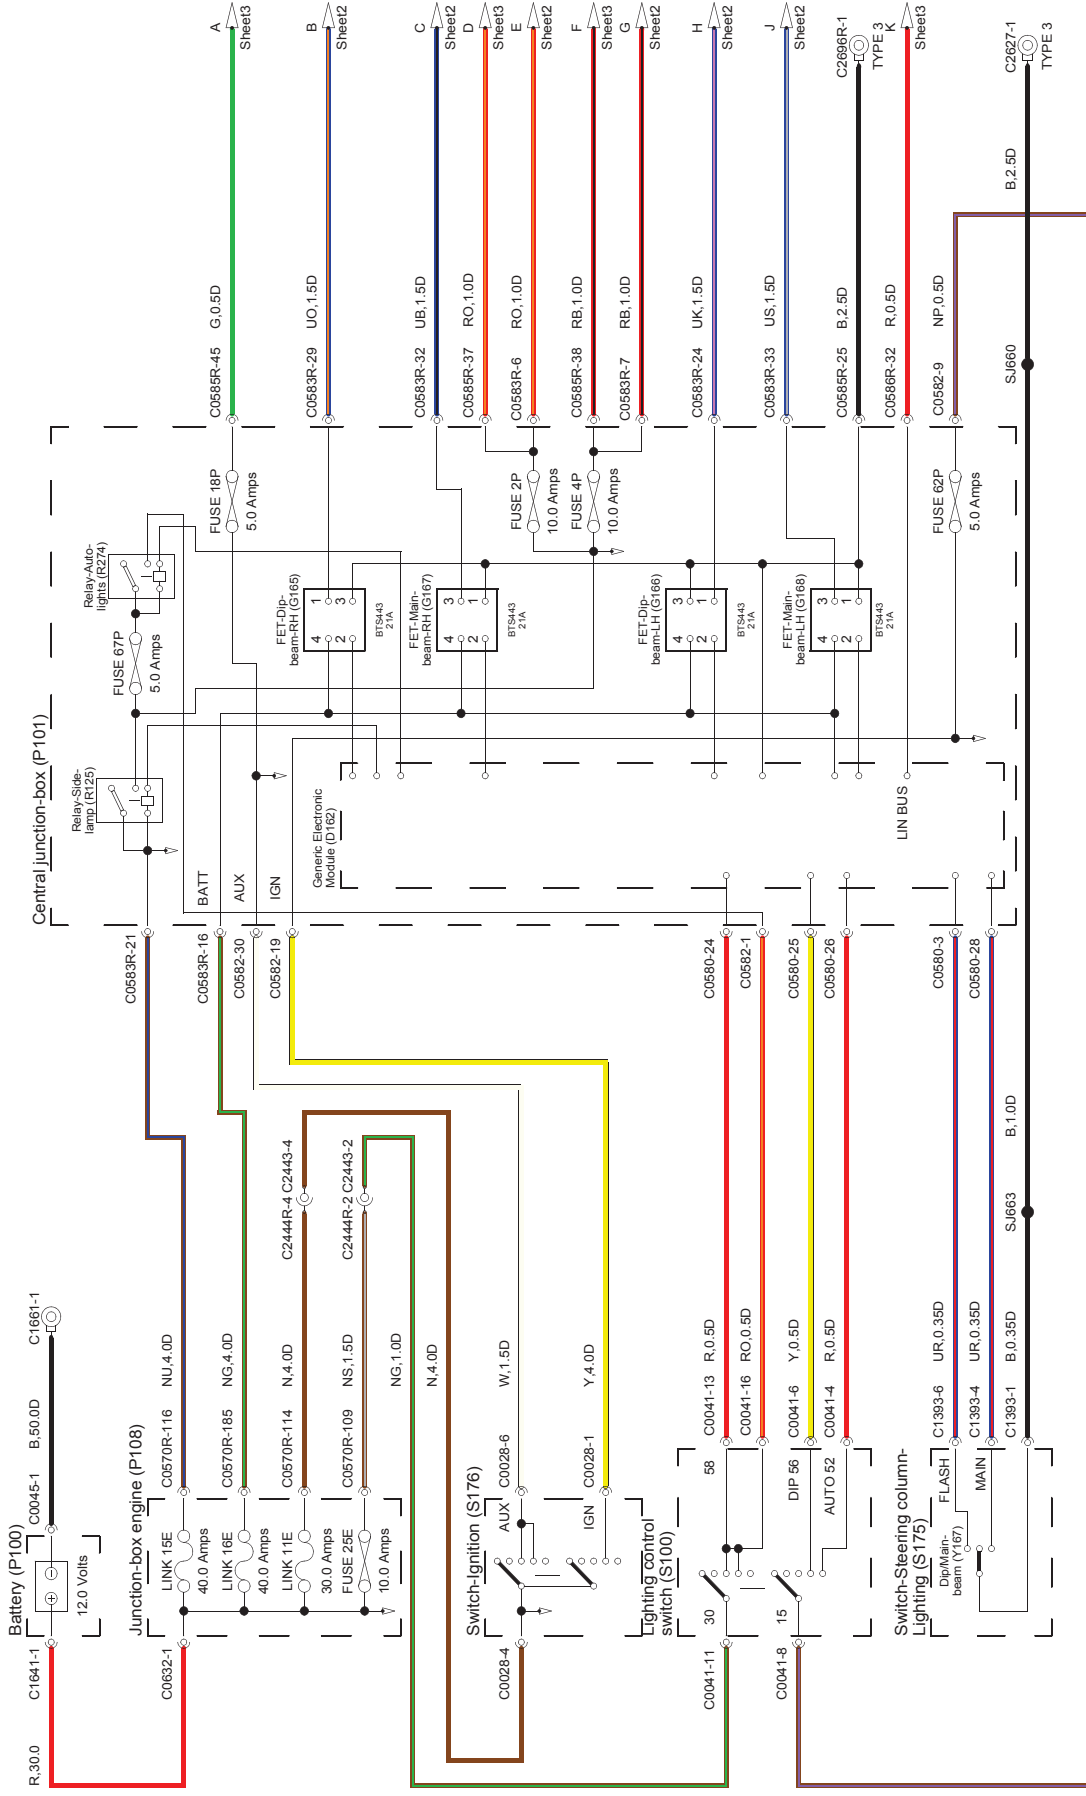 A
Sheet3
B
Sheet2
C
Sheet2
D
Sheet3
E
Sheet2
F
Sheet3
G
Sheet2
H
Sheet2
J
Sheet2
C2696R-1
TYPE 3
K
Sheet3
C2627-1
TYPE 3
C0585R-45
G,0.5D
C0583R-29
UO,1.5D
C0583R-32
UB,1.5D
C0585R-37
RO,1.0D
C0583R-6
RO,1.0D
C0585R-38
RB,1.0D
C0583R-7
RB,1.0D
C0583R-24
UK,1.5D
C0583R-33
US,1.5D
C0585R-25
B,2.5D
C0586R-32
R,0.5D
C0582-9
NP,0.5D
SJ660
B,2.5D
Central junction-box (P101)
Relay-Auto-
lights (R274)
FUSE 67P
5.0 Amps
Relay-Side-
lamp (R125)
FUSE 18P
5.0 Amps
FUSE 2P
10.0 Amps
FUSE 4P
10.0 Amps
FUSE 62P
5.0 Amps
FET-Dip-
beam-RH (G165)
4
1
2
3
BTS443
21A
FET-Main-
beam-RH (G167)
4
3
2
1
BTS443
21A
FET-Dip-
beam-LH (G166)
4
3
2
1
BTS443
21A
FET-Main-
beam-LH (G168)
4
3
2
1
BTS443
21A
Generic Electronic
Module (D162)
LIN BUS
BATT
AUX
IGN
C0583R-21
C0583R-16
C0582-30
C0582-19
C0580-24
C0582-1
C0580-25
C0580-26
C0580-3
C0580-28
C2444R-4
C2443-4
C2444R-2
C2443-2
Battery (P100)
12.0 Volts
C1641-1
R,30.0
C0045-1
B,50.0D
C1661-1
Junction-box engine (P108)
C0632-1
LINK 15E
40.0 Amps
LINK 16E
40.0 Amps
LINK 11E
30.0 Amps
FUSE 25E
10.0 Amps
C0570R-116
NU,4.0D
C0570R-185
NG,4.0D
C0570R-114
N,4.0D
C0570R-109
NS,1.5D
NG,1.0D
N,4.0D
Switch-Ignition (S176)
C0028-4
AUX
IGN
C0028-6
W,1.5D
C0028-1
Y,4.0D
Lighting control
switch (S100)
C0041-11
30
C0041-8
15
58
DIP 56
AUTO 52
C0041-13
R,0.5D
C0041-16
RO,0.5D
C0041-6
Y,0.5D
C0041-4
R,0.5D
Switch-Steering column-
Lighting (S175)
Dip/Main-
beam (Y167)
FLASH
MAIN
C1393-6
UR,0.35D
C1393-4
UR,0.35D
C1393-1
B,0.35D
SJ663
B,1.0D